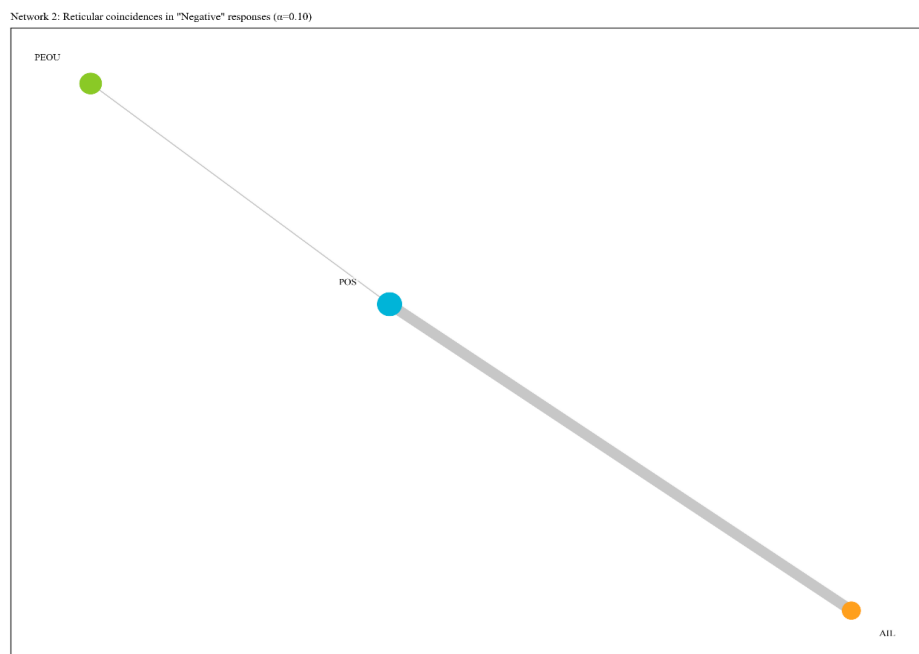 Network 2: Reticular coincidences in "Negative" responses (α=0.10)
PEOU
POS
AIL